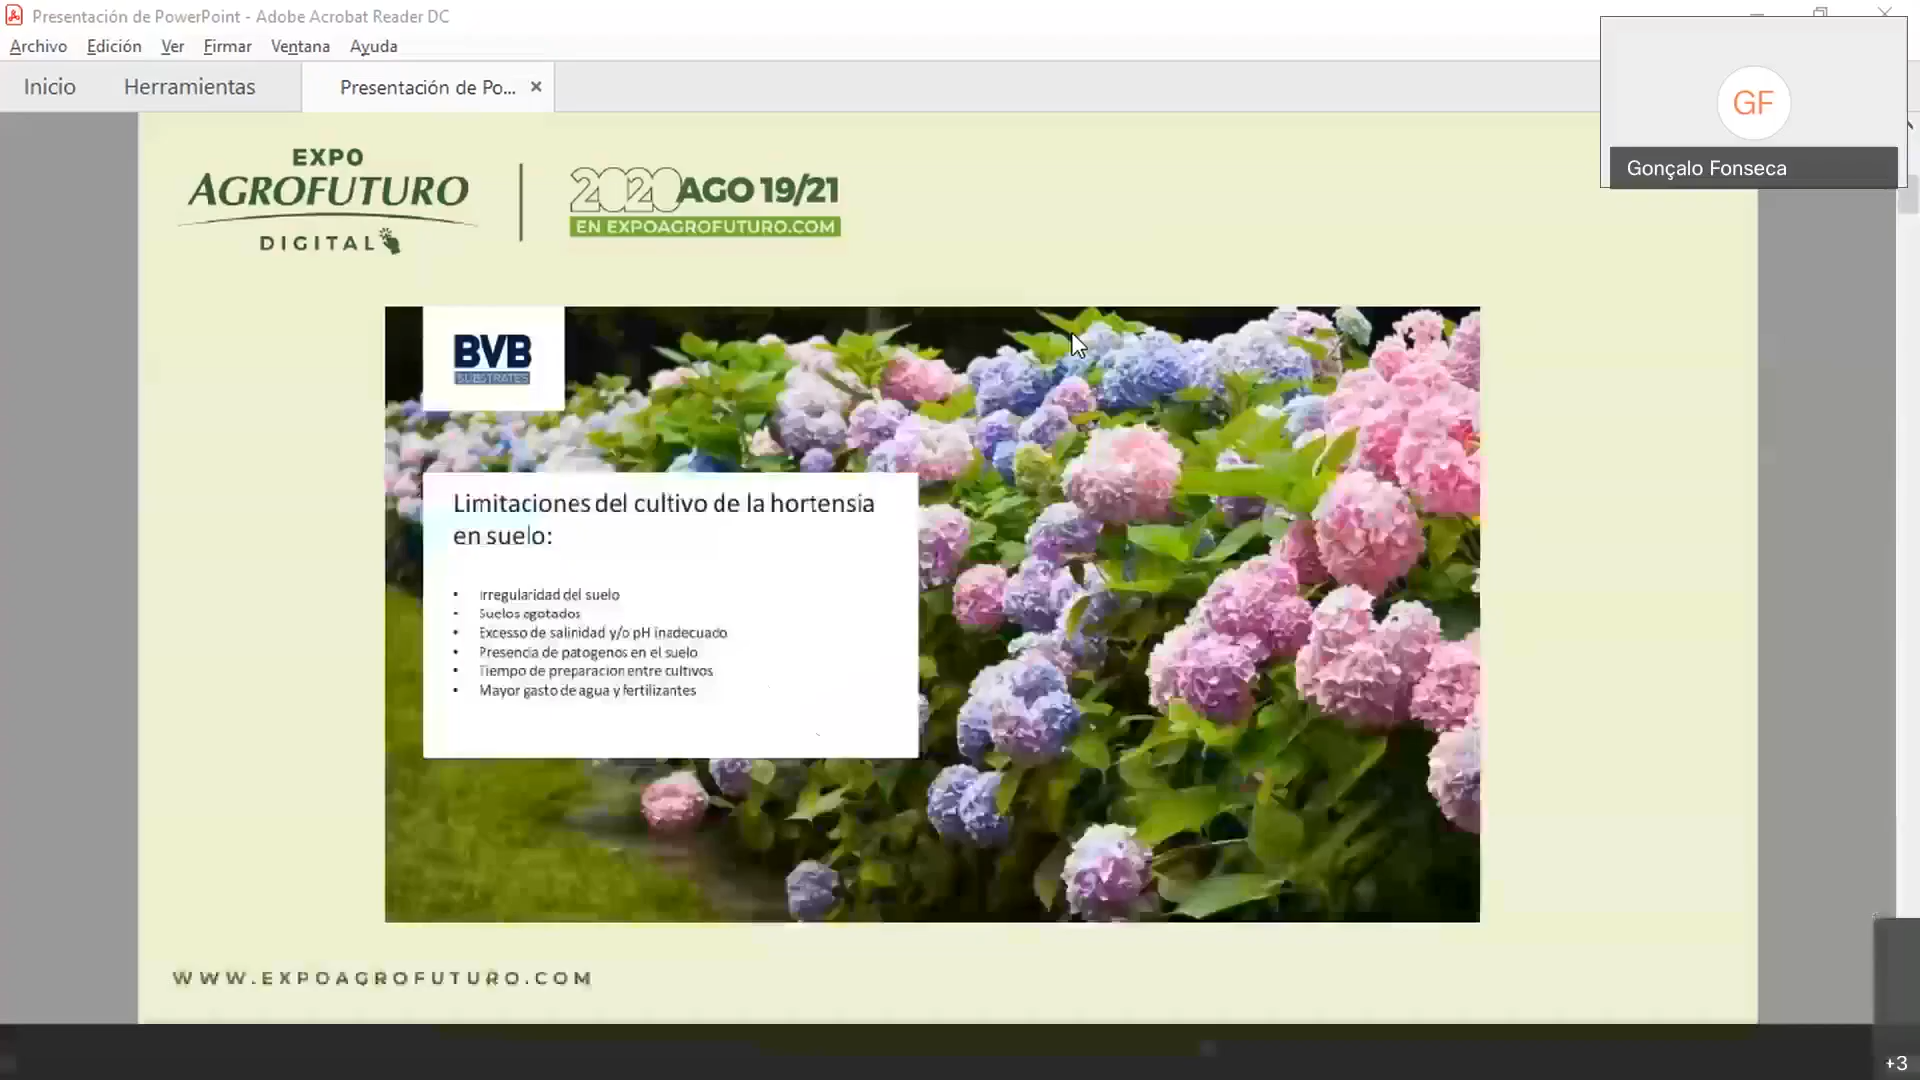 Presentación de PowerPoint - Adobe Acrobat Reader DC
Archivo Edición Ver Firmar Ventana Ayuda
Inicio Herramientas Presentación de Po... ×
GF
Gonçalo Fonseca
EXPO
AGROFUTURO
DIGITAL
2020 AGO 19/21
EN EXPOAGROFUTURO.COM
BVB
SUBSTRATES
Limitaciones del cultivo de la hortensia
en suelo:
• Irregularidad del suelo
• Suelos agotados
• Excesso de salinidad y/o pH inadecuado
• Presencia de patogenos en el suelo
• Tiempo de preparacion entre cultivos
• Mayor gasto de agua y fertilizantes
WWW.EXPOAGROFUTURO.COM
+3